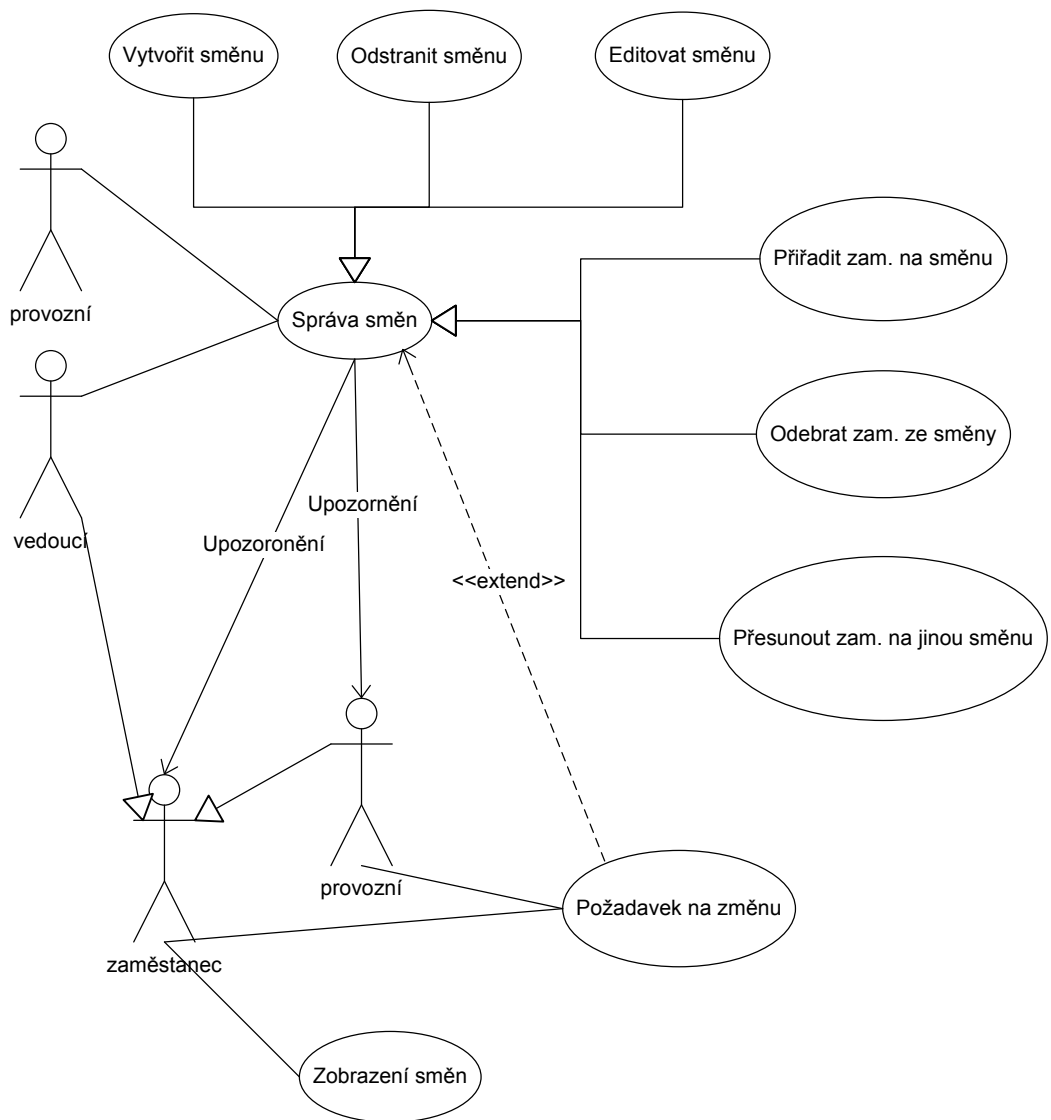 Vytvořit směnu
Odstranit směnu
Editovat směnu
provozní
Přiřadit zam. na směnu
Správa směn
vedoucí
Odebrat zam. ze směny
Upozornění
Upozoronění
<<extend>>
Přesunout zam. na jinou směnu
provozní
Požadavek na změnu
zaměstanec
Zobrazení směn